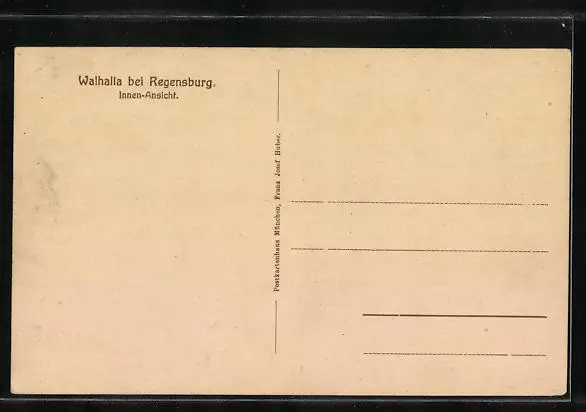 Walhalla bei Regensburg.
Innen-Ansicht.
Postkartenhaus München, Franz Josef Huber.